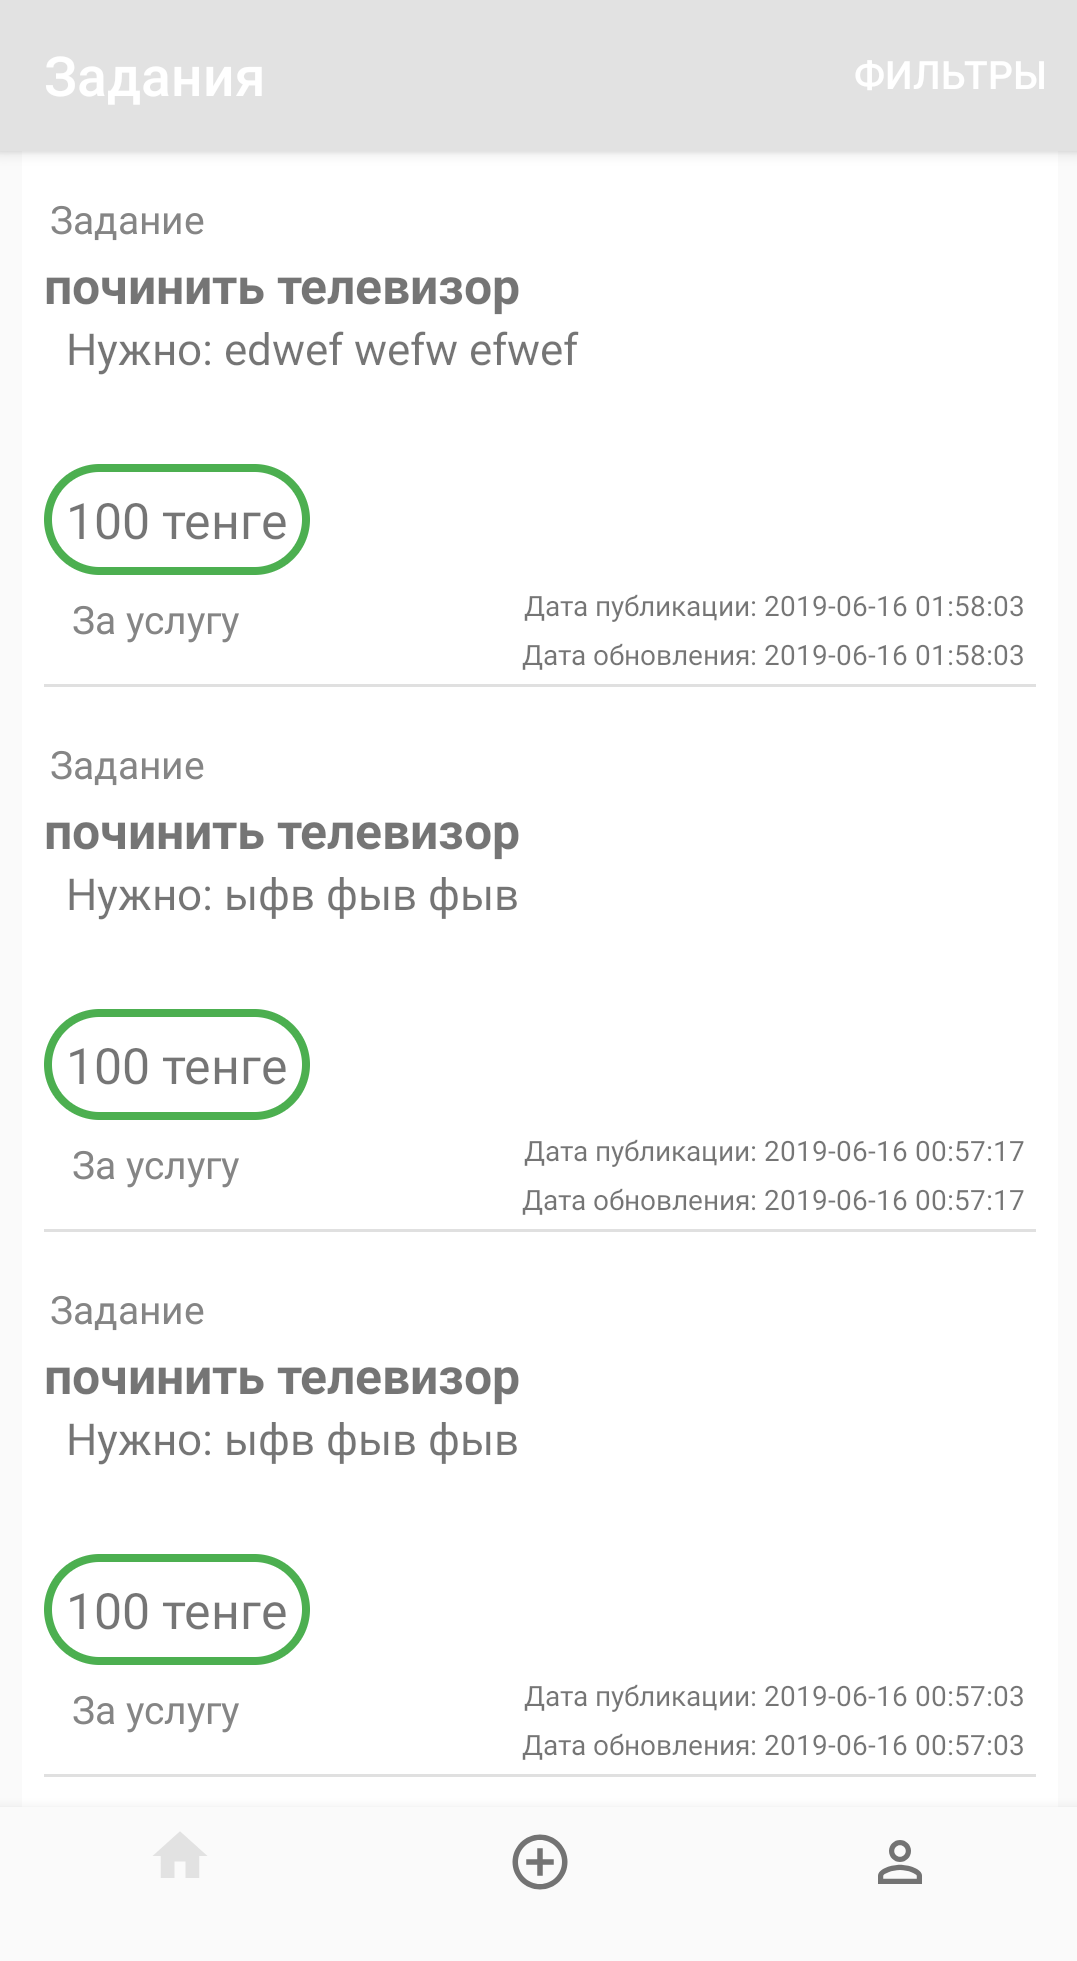 Задания
ФИЛЬТРЫ
Задание
починить телевизор
Нужно: edwef wefw efwef
100 тенге
За услугу
Дата публикации: 2019-06-16 01:58:03
Дата обновления: 2019-06-16 01:58:03
Задание
починить телевизор
Нужно: ыфв фыв фыв
100 тенге
За услугу
Дата публикации: 2019-06-16 00:57:17
Дата обновления: 2019-06-16 00:57:17
Задание
починить телевизор
Нужно: ыфв фыв фыв
100 тенге
За услугу
Дата публикации: 2019-06-16 00:57:03
Дата обновления: 2019-06-16 00:57:03